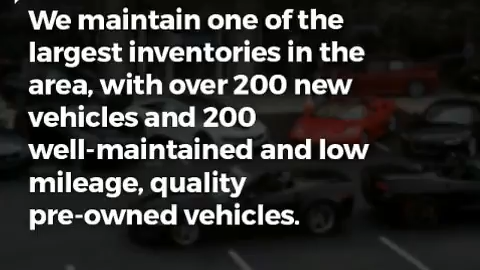 We maintain one of the
largest inventories in the
area, with over 200 new
vehicles and 200
well-maintained and low
mileage, quality
pre-owned vehicles.